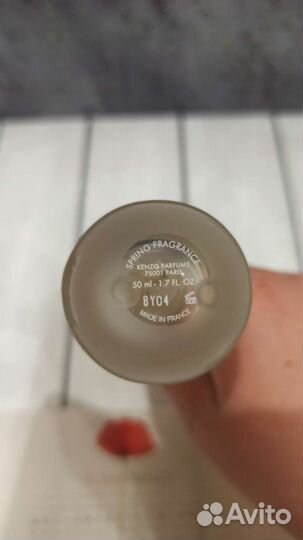 SPRING FRAGRANCE
KENZO PARFUMS
75001 PARIS
50 ml - 1.7 FL. OZ.
8Y04
MADE IN FRANCE
Avito